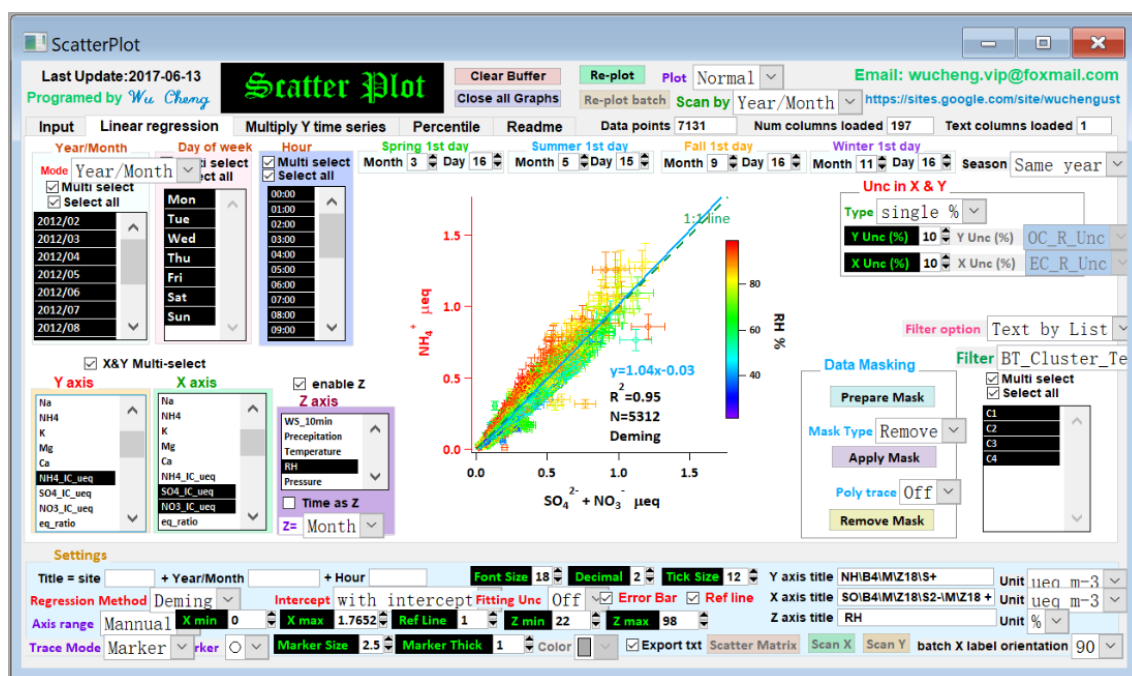 ScatterPlot
Last Update:2017-06-13
Programed by Wu Cheng
Scatter Plot
Clear Buffer
Close all Graphs
Re-plot
Re-plot batch
Plot Normal
Scan by Year/Month
Email: wucheng.vip@foxmail.com
https://sites.google.com/site/wuchengust
Input Linear regression Multiply Y time series Percentile Readme
Data points 7131 Num columns loaded 197 Text columns loaded 1
Year/Month
Mode Year/Month
Multi select
Select all
2012/02
2012/03
2012/04
2012/05
2012/06
2012/07
2012/08
Day of week
Mon
Tue
Wed
Thu
Fri
Sat
Sun
Hour
Multi select
Select all
00:00
01:00
02:00
03:00
04:00
05:00
06:00
07:00
08:00
09:00
Spring 1st day
Month 3 Day 16
Summer 1st day
Month 5 Day 15
Fall 1st day
Month 9 Day 16
Winter 1st day
Month 11 Day 16
Season Same year
Unc in X & Y
Type single %
Y Unc (%) 10 Y Unc (%) OC_R_Unc
X Unc (%) 10 X Unc (%) EC_R_Unc
1:1 line
1.5
1.0
0.5
0.0
NH4+ μeq
0.0 0.5 1.0 1.5
SO42- + NO3- μeq
y=1.04x-0.03
R2=0.95
N=5312
Deming
80
60
40
RH %
Filter option Text by List
Filter BT_Cluster_Te
Multi select
Select all
C1
C2
C3
C4
Data Masking
Prepare Mask
Mask Type Remove
Apply Mask
Poly trace Off
Remove Mask
X&Y Multi-select
Y axis
Na
NH4
K
Mg
Ca
NH4_IC_ueq
SO4_IC_ueq
NO3_IC_ueq
eq_ratio
X axis
Na
NH4
K
Mg
Ca
NH4_IC_ueq
SO4_IC_ueq
NO3_IC_ueq
eq_ratio
enable Z
Z axis
WS_10min
Precepitation
Temperature
RH
Pressure
Time as Z
Z= Month
Settings
Title = site + Year/Month + Hour
Font Size 18 Decimal 2 Tick Size 12
Y axis title NH\B4\M\Z18\S+ Unit ueq m-3
Regression Method Deming Intercept with intercept Fitting Unc Off Error Bar Ref line
X axis title SO\B4\M\Z18\S2-\M\Z18 + Unit ueq m-3
Axis range Mannual X min 0 X max 1.7652 Ref Line 1 Z min 22 Z max 98
Z axis title RH Unit %
Trace Mode Marker rker Marker Size 2.5 Marker Thick 1 Color Export txt Scatter Matrix Scan X Scan Y batch X label orientation 90